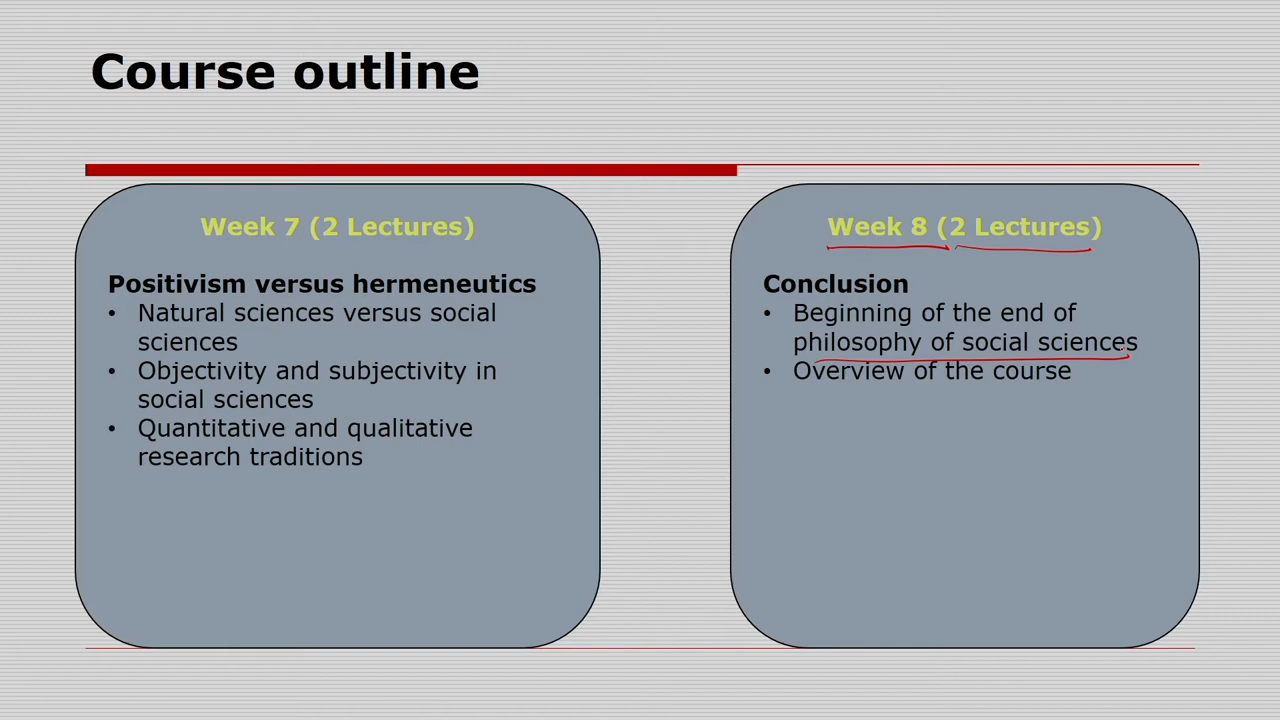 Course outline
Week 7 (2 Lectures)
Positivism versus hermeneutics
• Natural sciences versus social
sciences
• Objectivity and subjectivity in
social sciences
• Quantitative and qualitative
research traditions
Week 8 (2 Lectures)
Conclusion
• Beginning of the end of
philosophy of social sciences
• Overview of the course